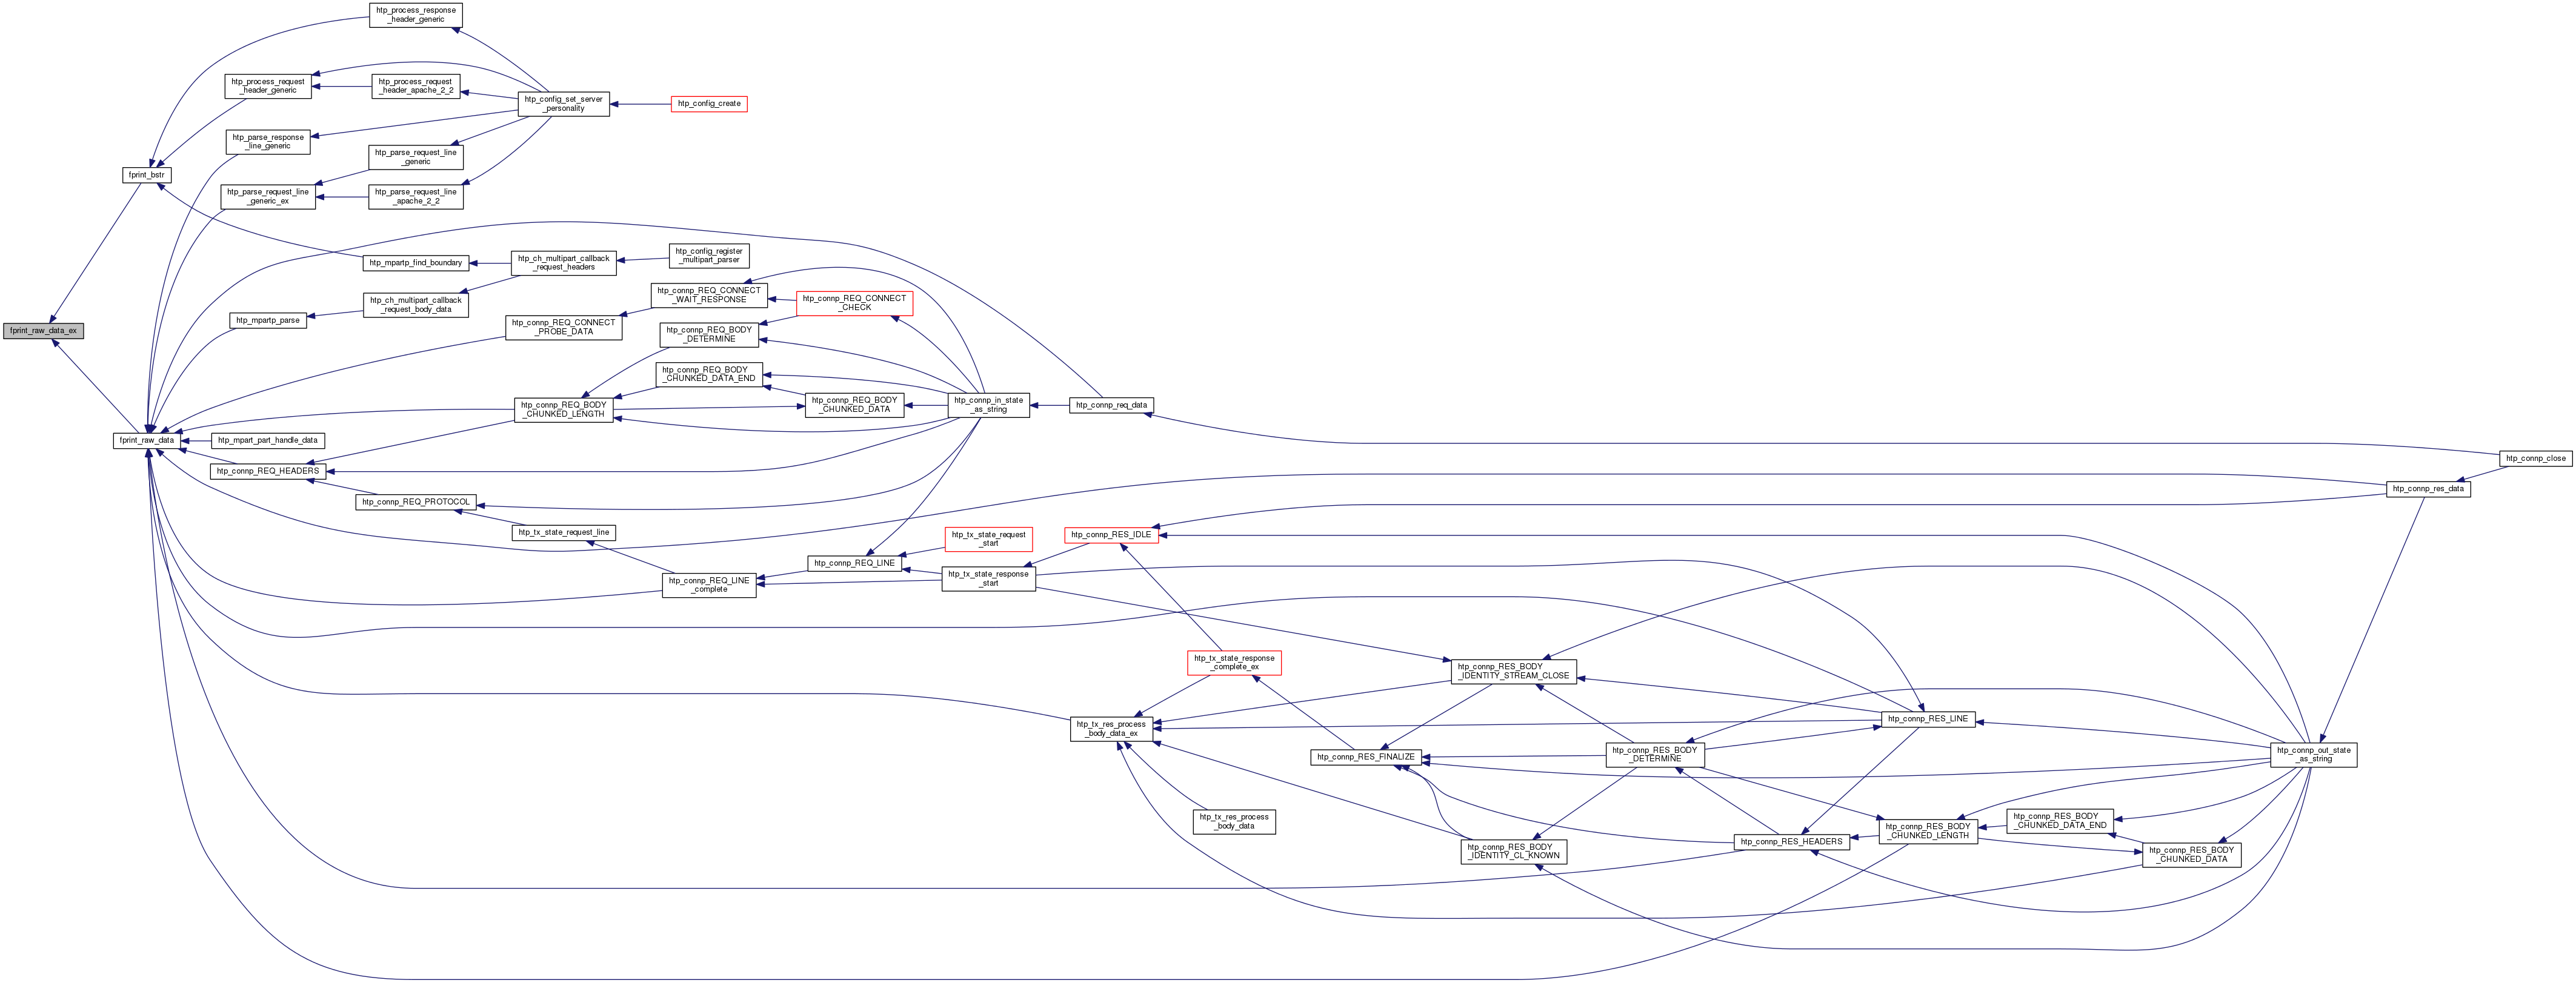 htp_process_response
_header_generic
htp_process_request
_header_generic
htp_process_request
_header_apache_2_2
htp_config_set_server
_personality
htp_config_create
htp_parse_response
_line_generic
htp_parse_request_line
_generic
fprint_bstr
htp_parse_request_line
_generic_ex
htp_parse_request_line
_apache_2_2
htp_mpartp_find_boundary
htp_ch_multipart_callback
_request_headers
htp_config_register
_multipart_parser
htp_ch_multipart_callback
_request_body_data
htp_connp_REQ_CONNECT
_WAIT_RESPONSE
htp_connp_REQ_CONNECT
_CHECK
fprint_raw_data_ex
htp_mpartp_parse
htp_connp_REQ_CONNECT
_PROBE_DATA
htp_connp_REQ_BODY
_DETERMINE
htp_connp_REQ_BODY
_CHUNKED_DATA_END
htp_connp_REQ_BODY
_CHUNKED_LENGTH
htp_connp_REQ_BODY
_CHUNKED_DATA
htp_connp_in_state
_as_string
htp_connp_req_data
fprint_raw_data
htp_mpart_part_handle_data
htp_connp_close
htp_connp_REQ_HEADERS
htp_connp_res_data
htp_connp_REQ_PROTOCOL
htp_tx_state_request_line
htp_tx_state_request
_start
htp_connp_RES_IDLE
htp_connp_REQ_LINE
htp_connp_REQ_LINE
_complete
htp_tx_state_response
_start
htp_tx_state_response
_complete_ex
htp_connp_RES_BODY
_IDENTITY_STREAM_CLOSE
htp_tx_res_process
_body_data_ex
htp_connp_RES_LINE
htp_connp_RES_FINALIZE
htp_connp_RES_BODY
_DETERMINE
htp_connp_out_state
_as_string
htp_tx_res_process
_body_data
htp_connp_RES_BODY
_IDENTITY_CL_KNOWN
htp_connp_RES_HEADERS
htp_connp_RES_BODY
_CHUNKED_LENGTH
htp_connp_RES_BODY
_CHUNKED_DATA_END
htp_connp_RES_BODY
_CHUNKED_DATA